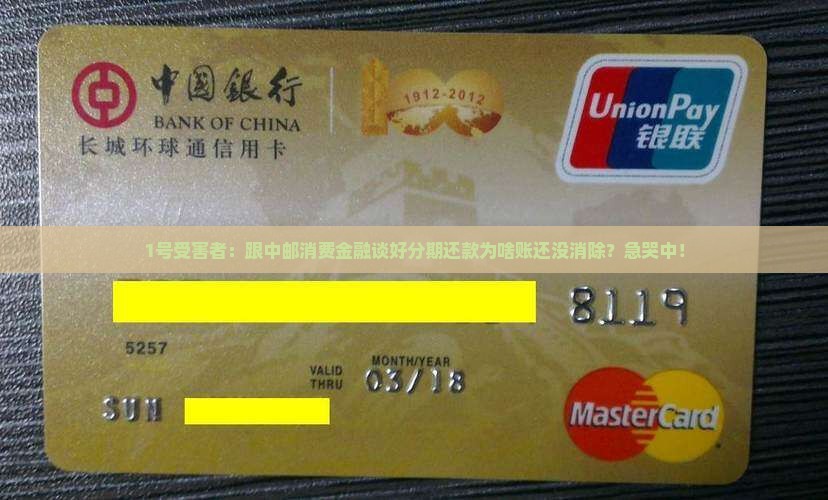 中國銀行
BANK OF CHINA
长城环球通信用卡
1912-2012
UnionPay
银联
1号受害者：跟中邮消费金融谈好分期还款为啥账还没消除？急哭中！
8119
5257
VALID THRU
MONTH/YEAR
03/18
SUN
MasterCard